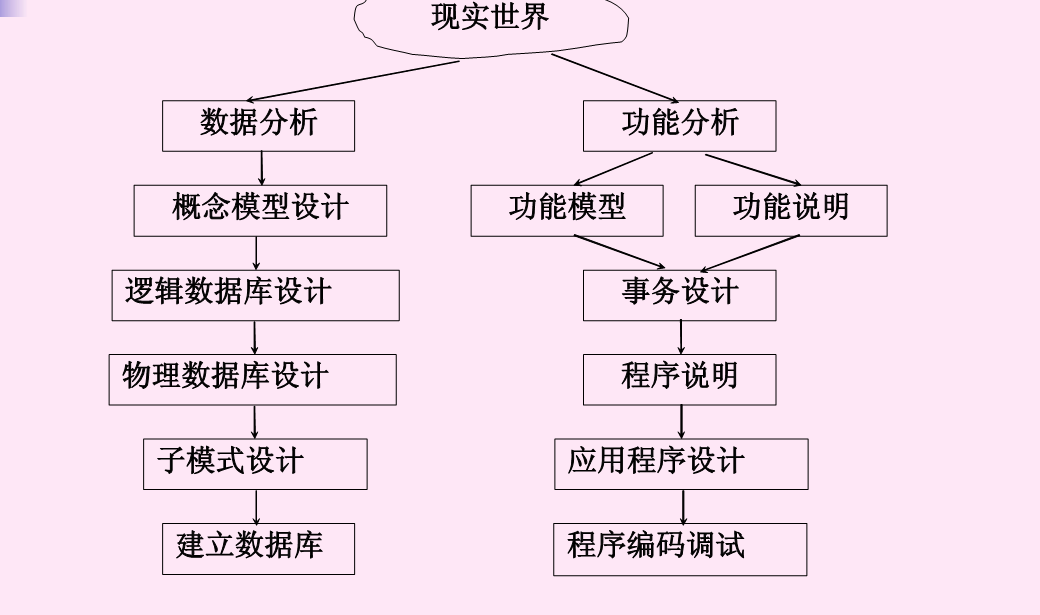 现实世界
数据分析
功能分析
概念模型设计
功能模型
功能说明
逻辑数据库设计
事务设计
物理数据库设计
程序说明
子模式设计
应用程序设计
建立数据库
程序编码调试